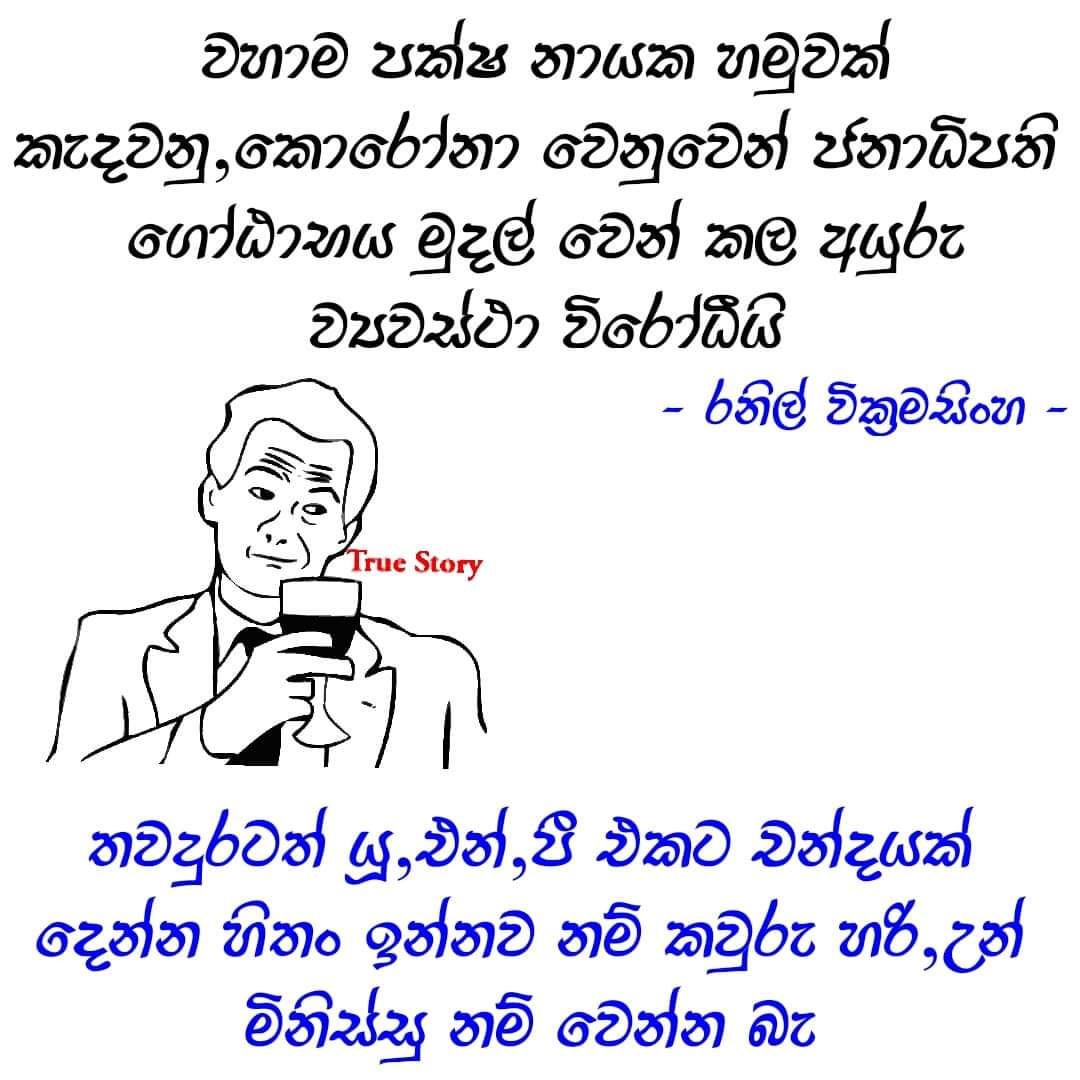 වහාම පක්ෂ නායක හමුවක්
කැදවනු,කොරෝනා වෙනුවෙන් ජනාධිපති
ගෝඨාභය මුදල් වෙන් කල අයුරු
ව්‍යවස්ථා විරෝධීයි
- රනිල් වික්‍රමසිංහ -
True Story
තවදුරටත් යූ,එන්,පී එකට චන්දයක්
දෙන්න හිතං ඉන්නව නම් කවුරු හරි,උන්
මිනිස්සු නම් වෙන්න බැ